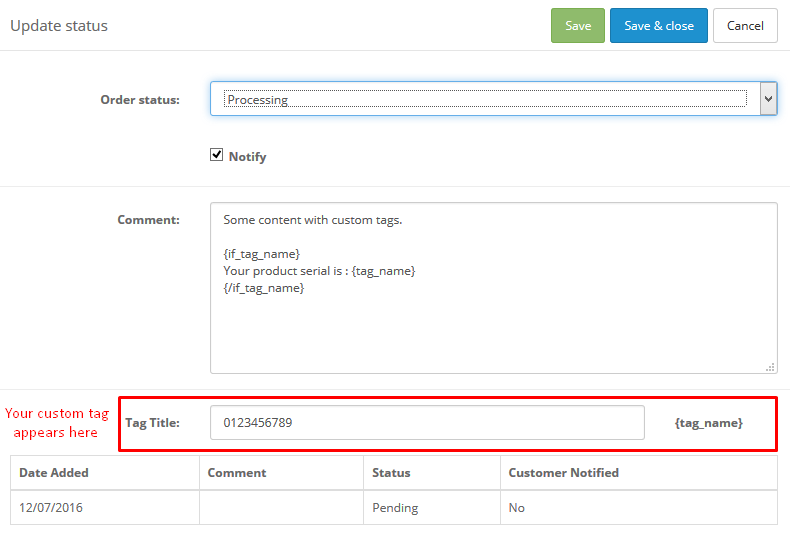 Update status
Save
Save & close
Cancel
Order status:
Processing
Notify
Comment:
Some content with custom tags.
{if_tag_name}
Your product serial is : {tag_name}
{/if_tag_name}
Your custom tag
appears here
Tag Title:
0123456789
{tag_name}
Date Added Comment Status Customer Notified
12/07/2016 Pending No